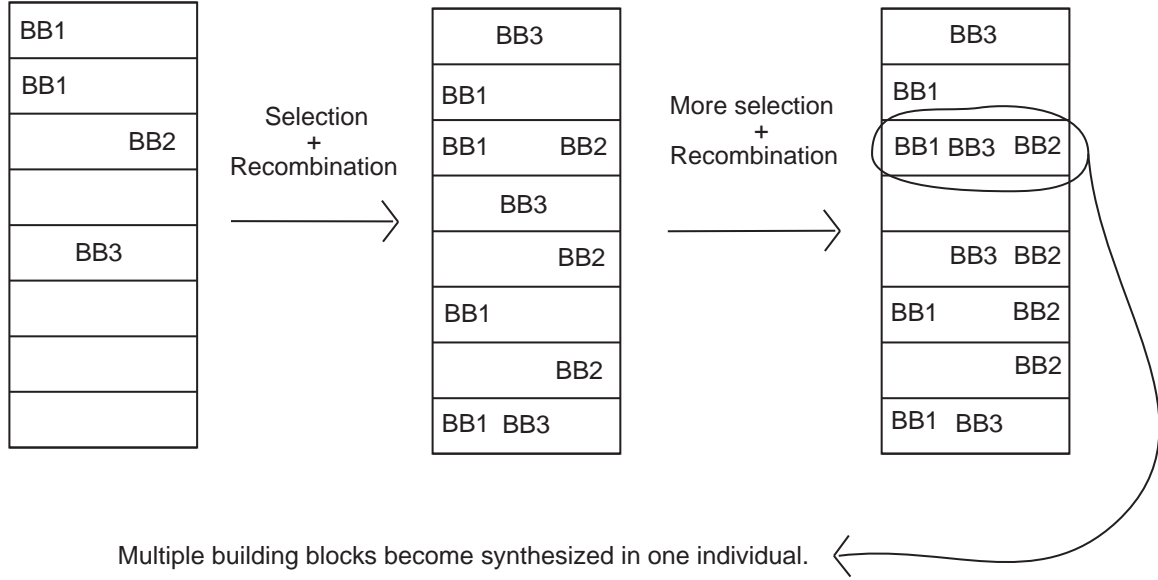 BB1
BB1
BB2
BB3
Selection
+
Recombination
BB3
BB1
BB1 BB2
BB3
BB2
BB1
BB2
BB1 BB3
More selection
+
Recombination
BB3
BB1
BB1 BB3 BB2
BB3 BB2
BB1 BB2
BB2
BB1 BB3
Multiple building blocks become synthesized in one individual.